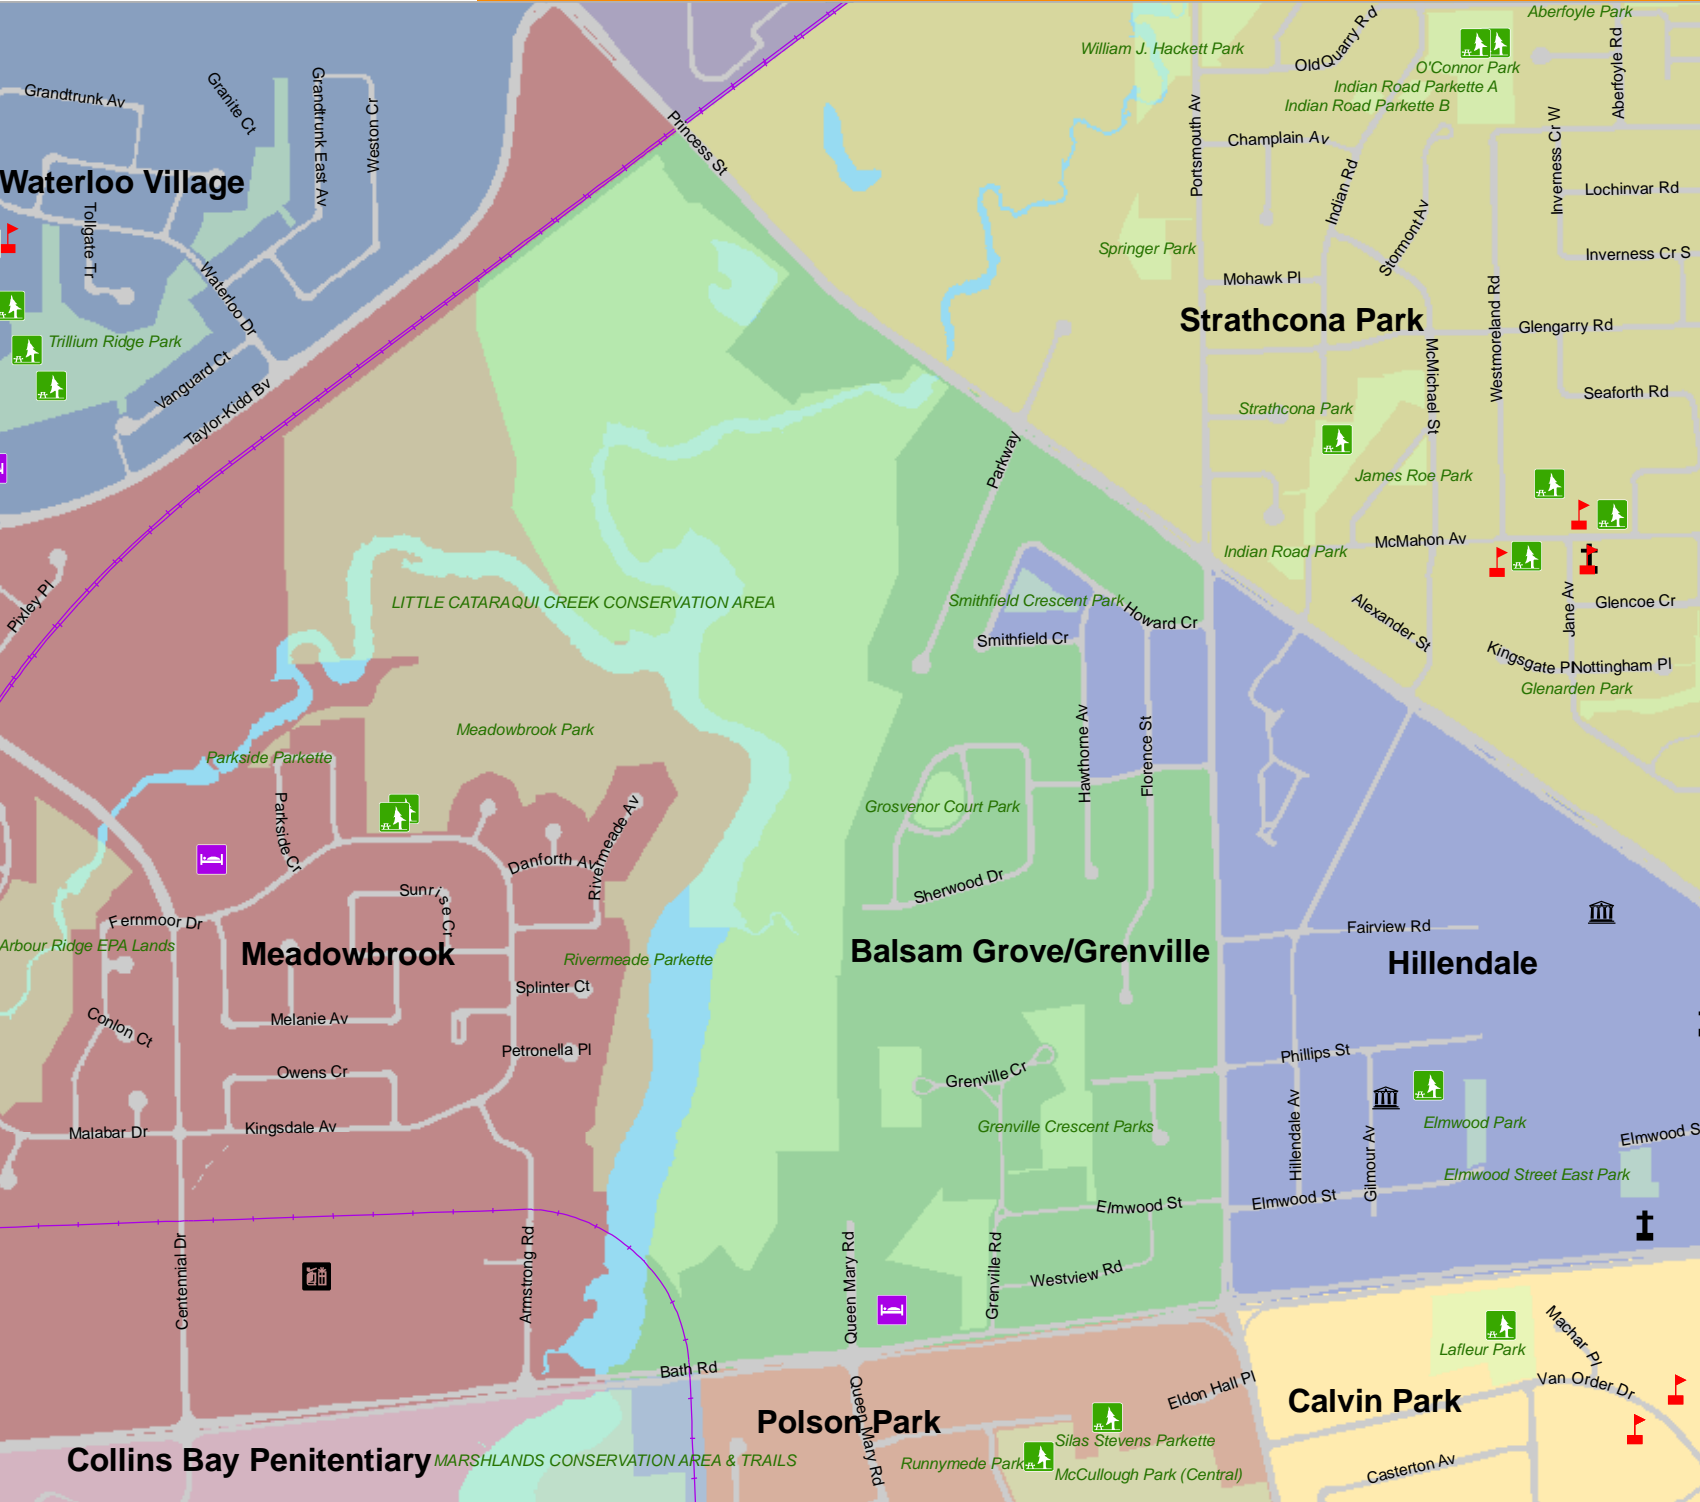 Aberfoyle Park
William J. Hackett Park
Old Quarry Rd
O'Connor Park
Aberfoyle Rd
Indian Road Parkette A
Indian Road Parkette B
Grandtrunk Av
Granite Ct
Grandtrunk East Av
Weston Cr
Princess St
Portsmouth Av
Champlain Av
Inverness Cr W
Waterloo Village
Lochinvar Rd
Indian Rd
Stormont Av
Tollgate Tr
Springer Park
Inverness Cr S
Waterloo Dr
Mohawk Pl
Strathcona Park
Westmoreland Rd
Glengarry Rd
Trillium Ridge Park
Vanguard Ct
McMichael St
Taylor-Kidd Bv
Seaforth Rd
Strathcona Park
Parkway
James Roe Park
McMahon Av
Indian Road Park
Pixley Pl
LITTLE CATARAQUI CREEK CONSERVATION AREA
Smithfield Crescent Park
Howard Cr
Alexander St
Jane Av
Glencoe Cr
Smithfield Cr
Kingsgate Pl
Nottingham Pl
Glenarden Park
Meadowbrook Park
Hawthorne Av
Florence St
Parkside Parkette
Parkside Cr
Grosvenor Court Park
Rivermeade Av
Danforth Av
Sunrise Cr
Sherwood Dr
Fernmoor Dr
Fairview Rd
Arbour Ridge EPA Lands
Meadowbrook
Rivermeade Parkette
Balsam Grove/Grenville
Hillendale
Splinter Ct
Conlon Ct
Melanie Av
Petronella Pl
Phillips St
Owens Cr
Grenville Cr
Hillendale Av
Gilmour Av
Elmwood Park
Malabar Dr
Kingsdale Av
Grenville Crescent Parks
Elmwood S
Elmwood Street East Park
Elmwood St
Elmwood St
Centennial Dr
Armstrong Rd
Queen Mary Rd
Grenville Rd
Westview Rd
Machar Pl
Lafleur Park
Bath Rd
Van Order Dr
Eldon Hall Pl
Calvin Park
Polson Park
Queen Mary Rd
Silas Stevens Parkette
Collins Bay Penitentiary
MARSHLANDS CONSERVATION AREA & TRAILS
Runnymede Park
McCullough Park (Central)
Casterton Av